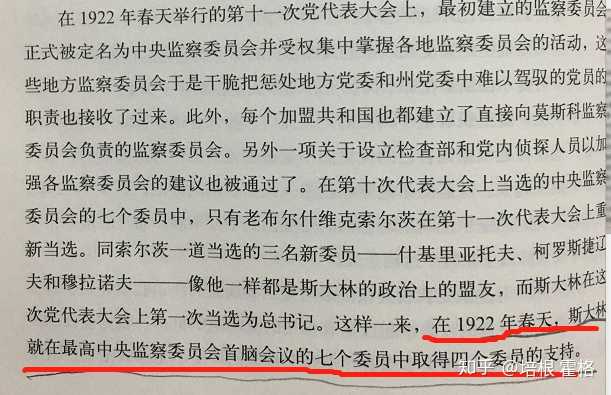 在 1922 年春天举行的第十一次党代表大会上，最初建立的监察委员会
正式被定名为中央监察委员会并受权集中掌握各地监察委员会的活动，这
些地方监察委员会于是干脆把惩处地方党委和州党委中难以驾驭的党员的
职责也接收了过来。此外，每个加盟共和国也都建立了直接向莫斯科监察
委员会负责的监察委员会。另外一项关于设立检查部和党内侦探人员以加
强各监察委员会的建议也被通过了。在第十次代表大会上当选的中央监察
委员会的七个委员中，只有老布尔什维克索尔茨在第十一次代表大会上重
新当选。同索尔茨一道当选的三名新委员——什基里亚托夫、柯罗斯捷辽
夫和穆拉诺夫———像他一样都是斯大林的政治上的盟友，而斯大林在这
次党代表大会上第一次当选为总书记。这样一来，在 1922 年春天，斯大林
就在最高中央监察委员会首脑会议的七个委员中取得四个委员的支持。
知乎 @培根 霍格